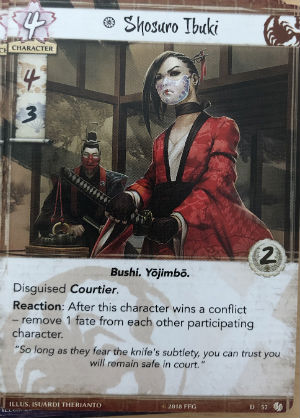 4
Shosuro Ibuki
CHARACTER
4
3
2
Bushi. Yōjimbō.
Disguised Courtier.
Reaction: After this character wins a conflict
– remove 1 fate from each other participating
character.
“So long as they fear the knife's subtlety, you can trust you
will remain safe in court.”
ILLUS. ISUARDI THERIANTO
© 2018 FFG
D
57